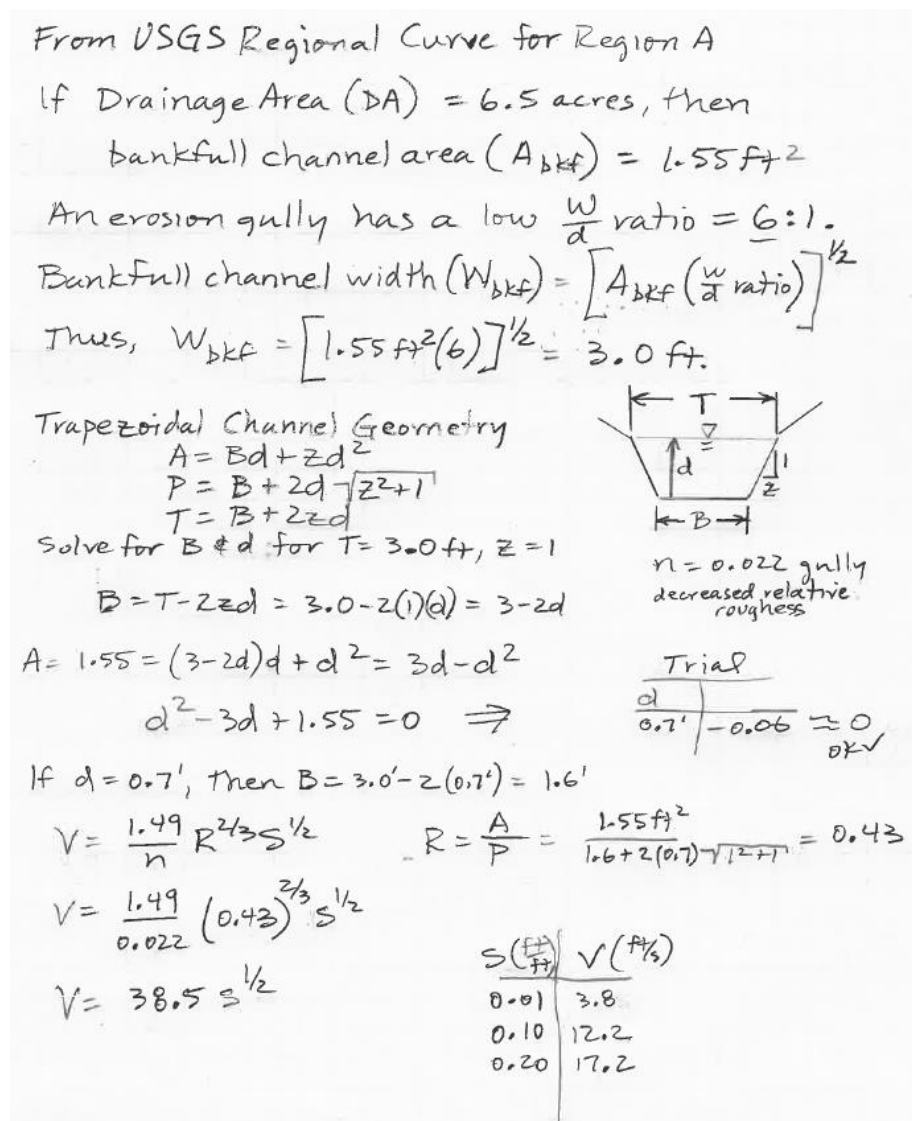 From USGS Regional Curve for Region A
If Drainage Area (DA) = 6.5 acres, then
bankfull channel area (A_bkf) = 1.55 ft²
An erosion gully has a low w/d ratio = 6:1.
Bankfull channel width (W_bkf) = [A_bkf (w/d ratio)]^1/2
Thus, W_bkf = [1.55 ft²(6)]^1/2 = 3.0 ft.
Trapezoidal Channel Geometry
A = Bd + zd²
P = B + 2d √(z²+1)
T = B + 2zd
Solve for B & d for T = 3.0 ft, z = 1
B = T - 2zd = 3.0 - 2(1)(d) = 3-2d
T
d
1
z
B
n = 0.022 gully
decreased relative
roughess
A = 1.55 = (3-2d)d + d² = 3d-d²
d² - 3d + 1.55 = 0 ⇒
Trial
d
0.7' | -0.06 ≈ 0
OK✓
If d = 0.7', then B = 3.0' - 2(0.7') = 1.6'
V = 1.49/n R^2/3 S^1/2
R = A/P = 1.55 ft² / 1.6 + 2(0.7) √(1²+1) = 0.43
V = 1.49/0.022 (0.43)^2/3 S^1/2
V = 38.5 S^1/2
S (ft/ft) | V (ft/s)
0.01 | 3.8
0.10 | 12.2
0.20 | 17.2